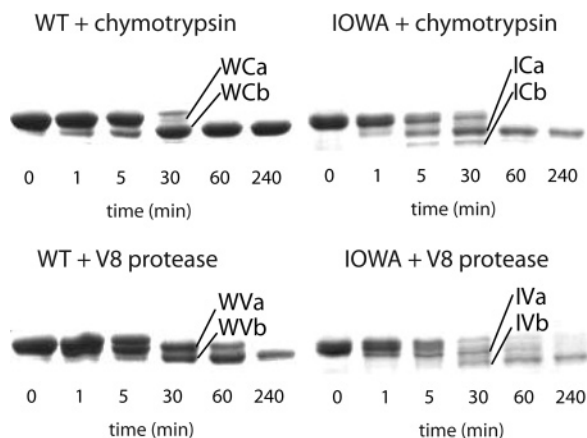 WT + chymotrypsin
WCa
WCb
0 1 5 30 60 240
time (min)
IOWA + chymotrypsin
ICa
ICb
0 1 5 30 60 240
time (min)
WT + V8 protease
WVa
WVb
0 1 5 30 60 240
time (min)
IOWA + V8 protease
IVa
IVb
0 1 5 30 60 240
time (min)